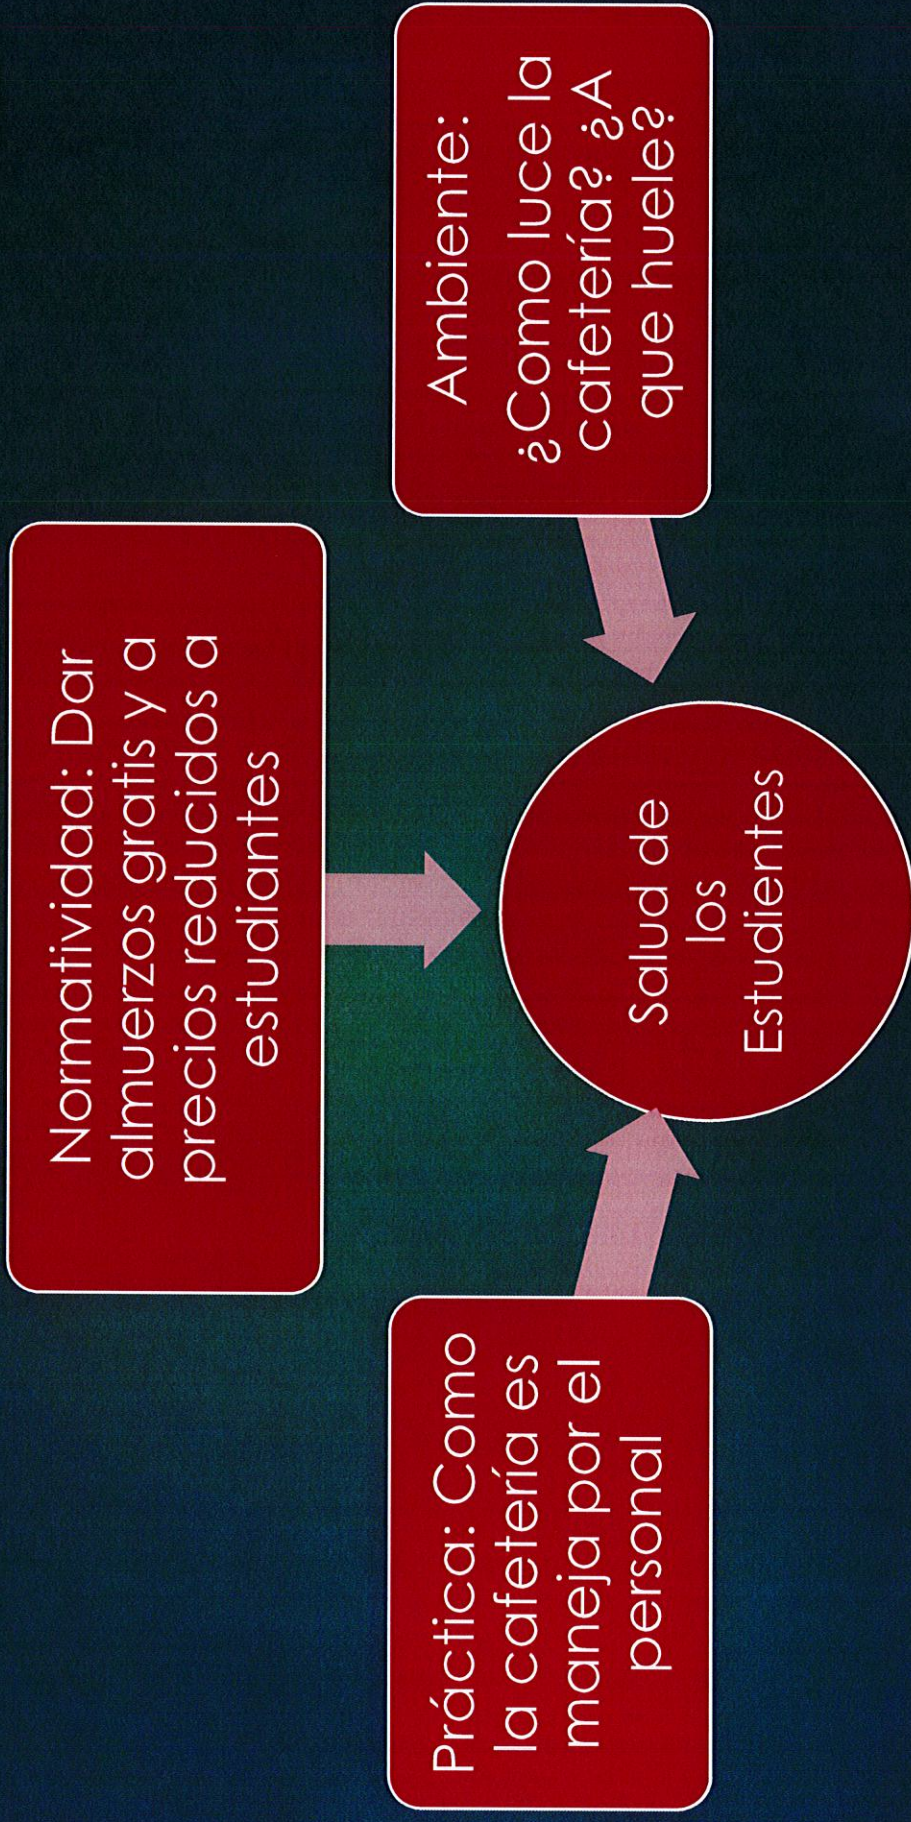 Normatividad: Dar
almuerzos gratis y a
precios reducidos a
estudiantes
Práctica: Como
la cafetería es
maneja por el
personal
Salud de
los
Estudientes
Ambiente:
¿Como luce la
cafetería? ¿A
que huele?